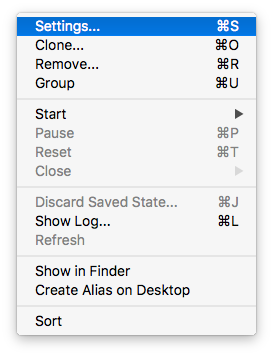 Settings... ⌘S
Clone... ⌘O
Remove... ⌘R
Group ⌘U
Start ▶
Pause ⌘P
Reset ⌘T
Close ▶
Discard Saved State... ⌘J
Show Log... ⌘L
Refresh
Show in Finder
Create Alias on Desktop
Sort